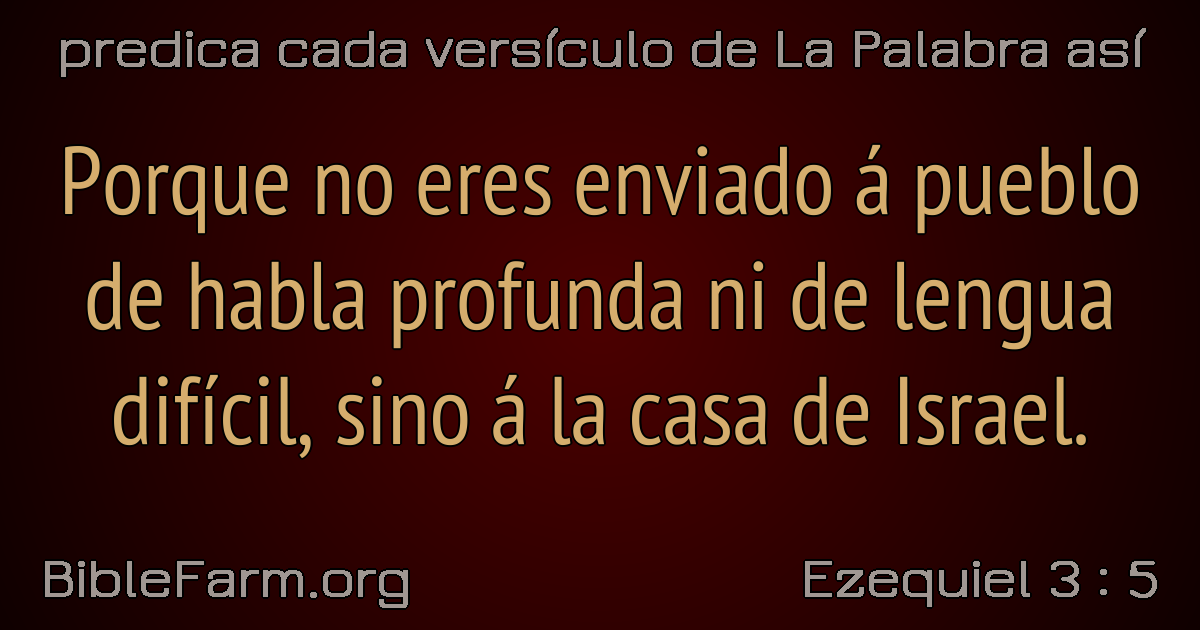 predica cada versículo de La Palabra así
Porque no eres enviado á pueblo
de habla profunda ni de lengua
difícil, sino á la casa de Israel.
BibleFarm.org
Ezequiel 3 : 5